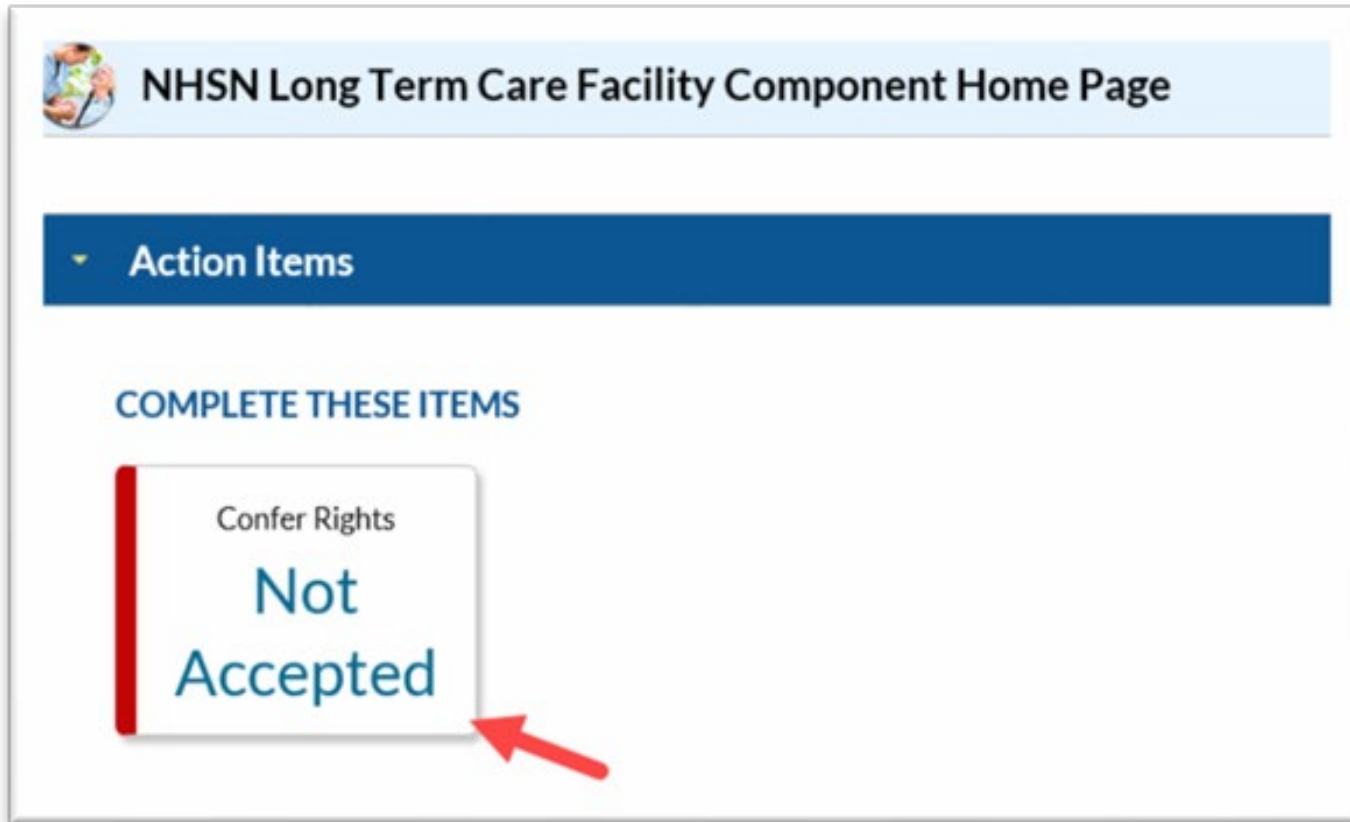 NHSN Long Term Care Facility Component Home Page
Action Items
COMPLETE THESE ITEMS
Confer Rights
Not
Accepted